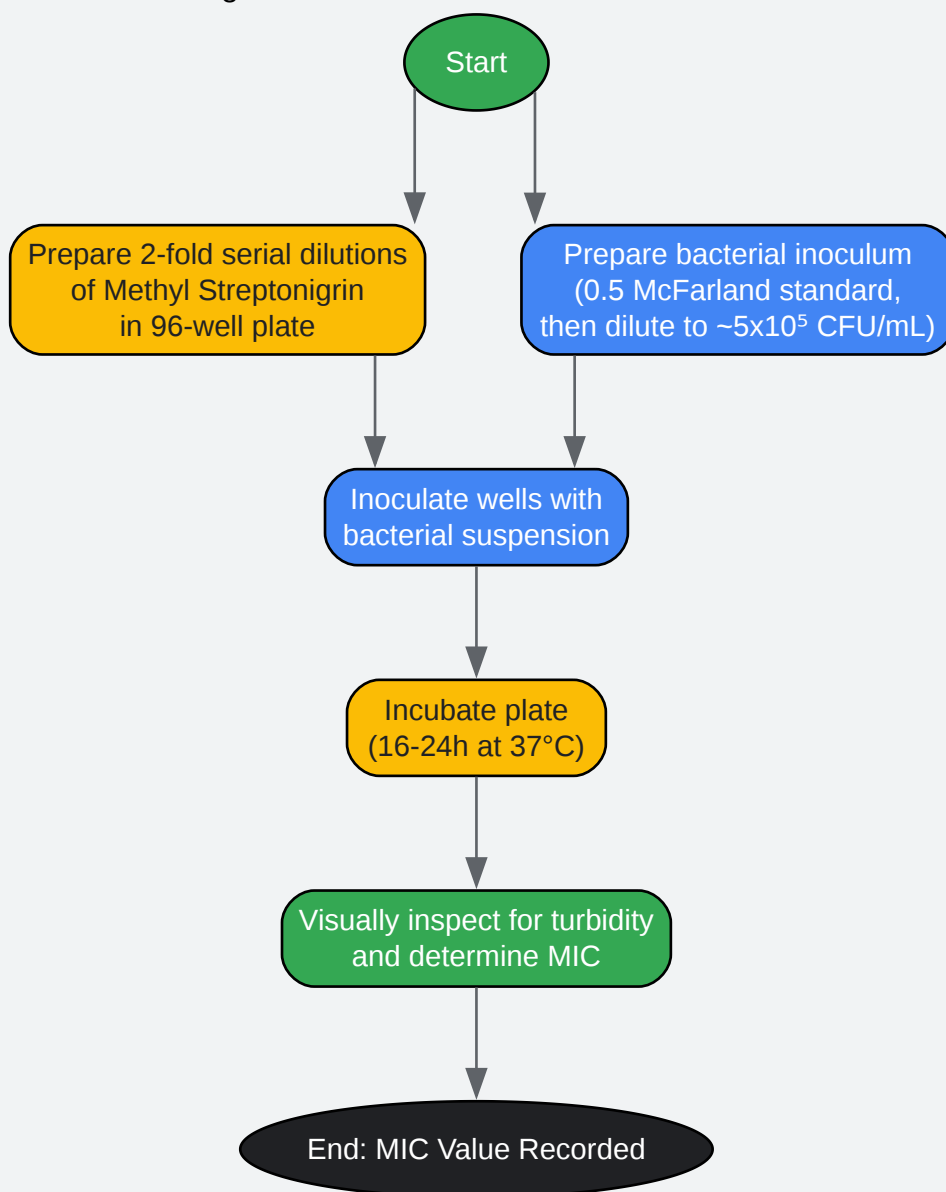 Start
Prepare 2-fold serial dilutions
of Methyl Streptonigrin
in 96-well plate
Prepare bacterial inoculum
(0.5 McFarland standard,
then dilute to ~5x10⁵ CFU/mL)
Inoculate wells with
bacterial suspension
Incubate plate
(16-24h at 37°C)
Visually inspect for turbidity
and determine MIC
End: MIC Value Recorded